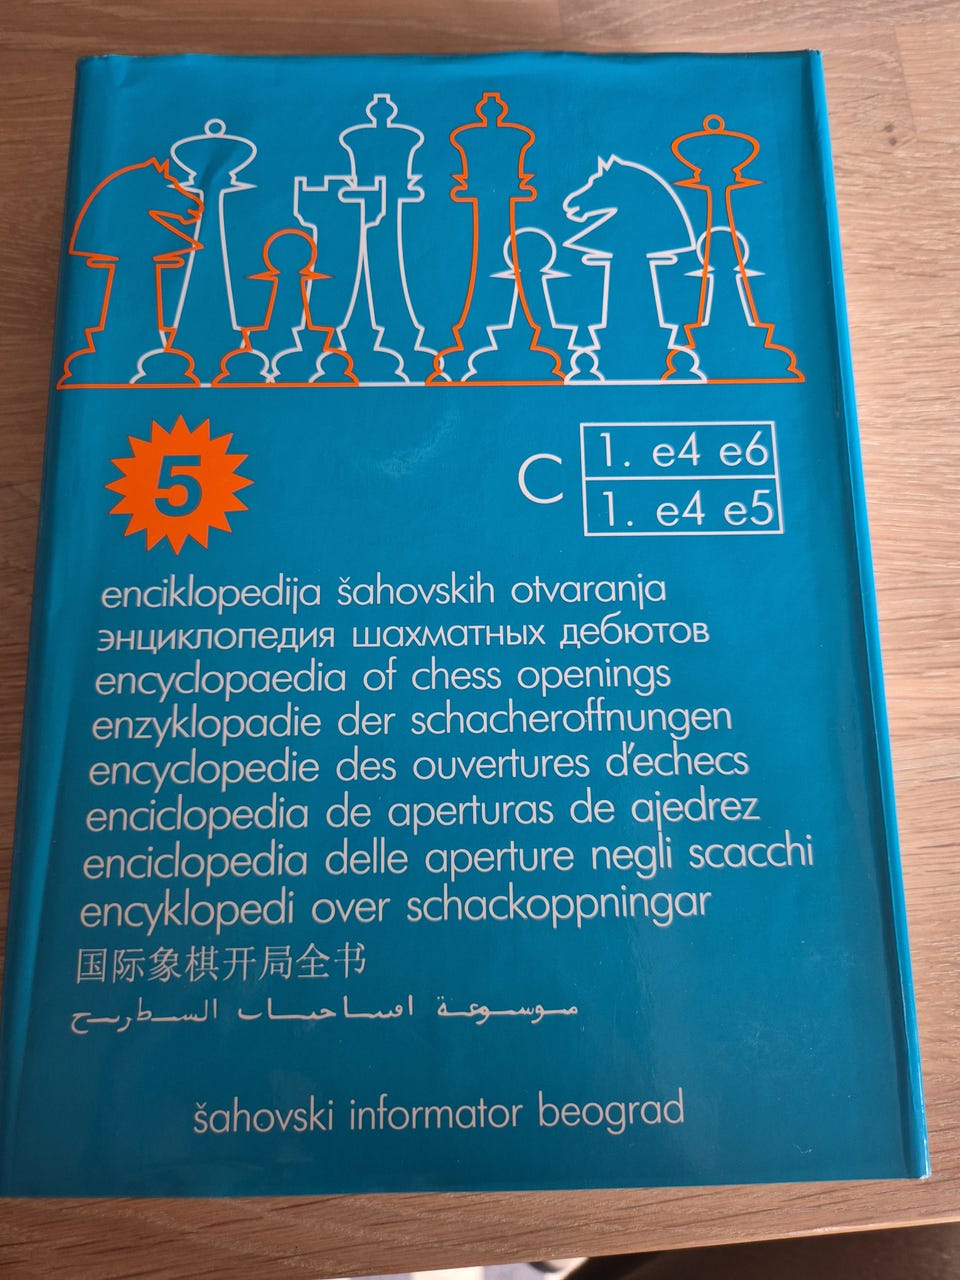 5
C 1. e4 e6
1. e4 e5
enciklopedija šahovskih otvaranja
энциклопедия шахматных дебютов
encyclopaedia of chess openings
enzyklopadie der schacheroffnungen
encyclopedie des ouvertures d'echecs
enciclopedia de aperturas de ajedrez
enciclopedia delle aperture negli scacchi
encyklopedi over schackoppningar
国际象棋开局全书
موسوعة
šahovski informator beograd